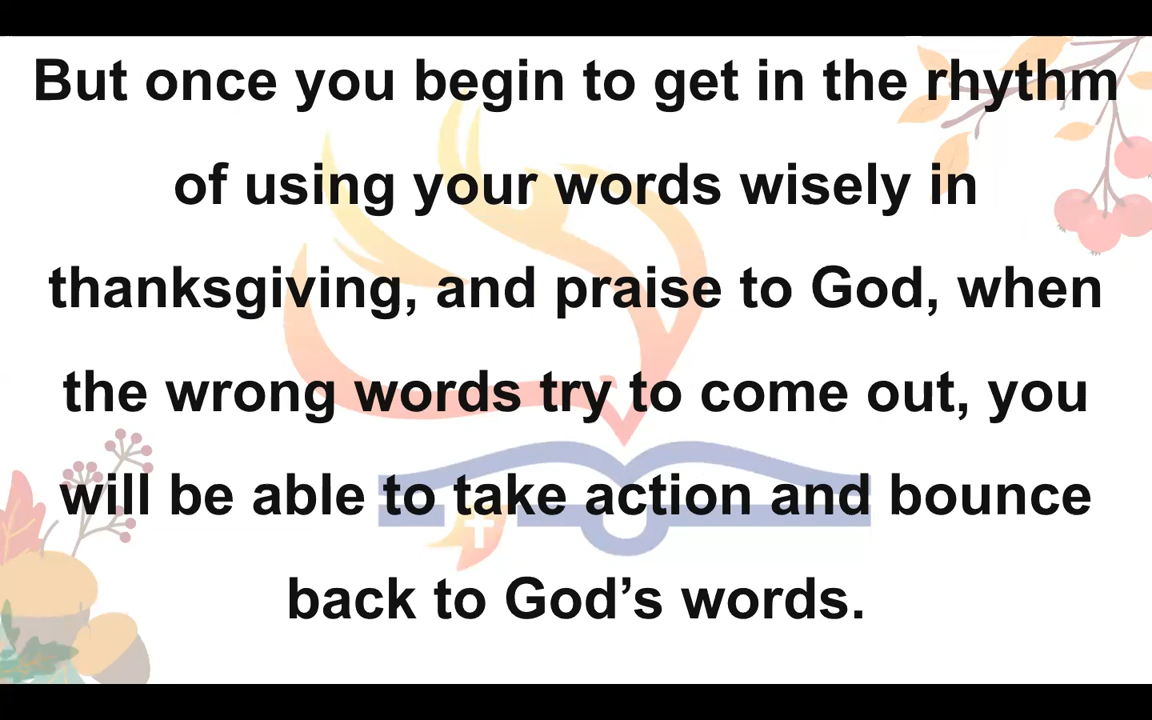 But once you begin to get in the rhythm
of using your words wisely in
thanksgiving, and praise to God, when
the wrong words try to come out, you
will be able to take action and bounce
back to God’s words.